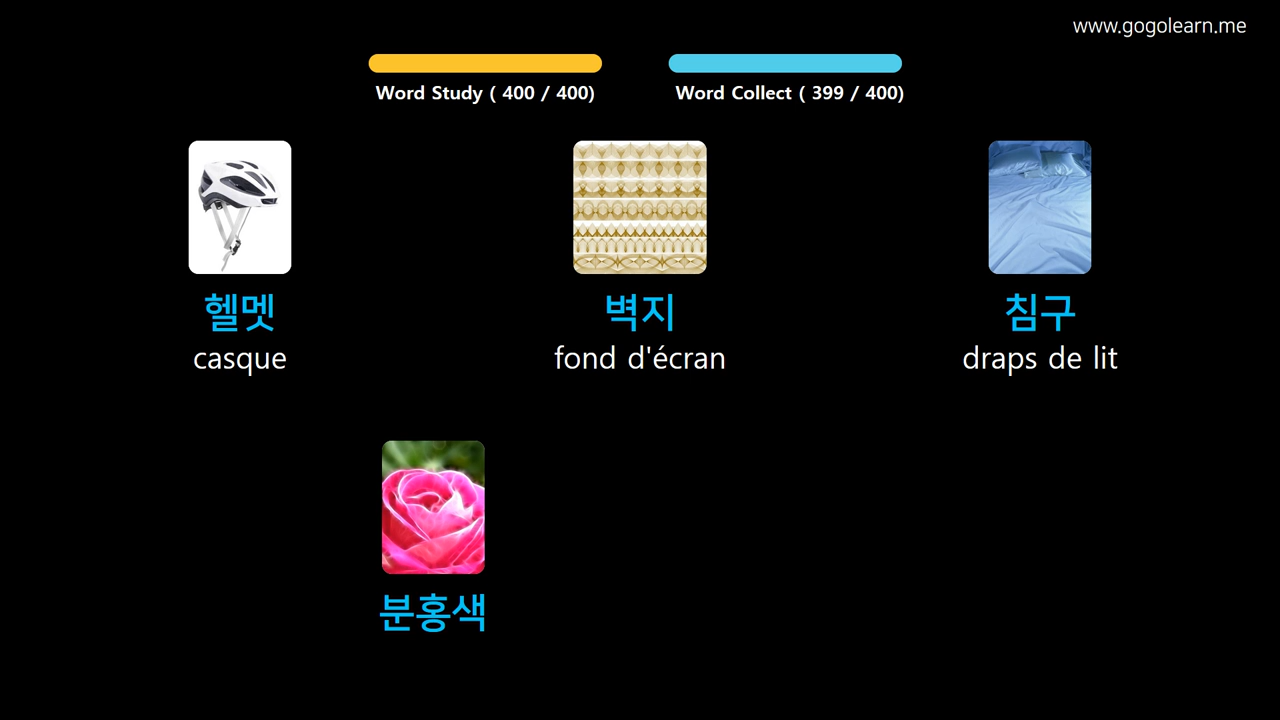 www.gogolearn.me
Word Study ( 400 / 400)
Word Collect ( 399 / 400)
헬멧
casque
벽지
fond d'écran
침구
draps de lit
분홍색